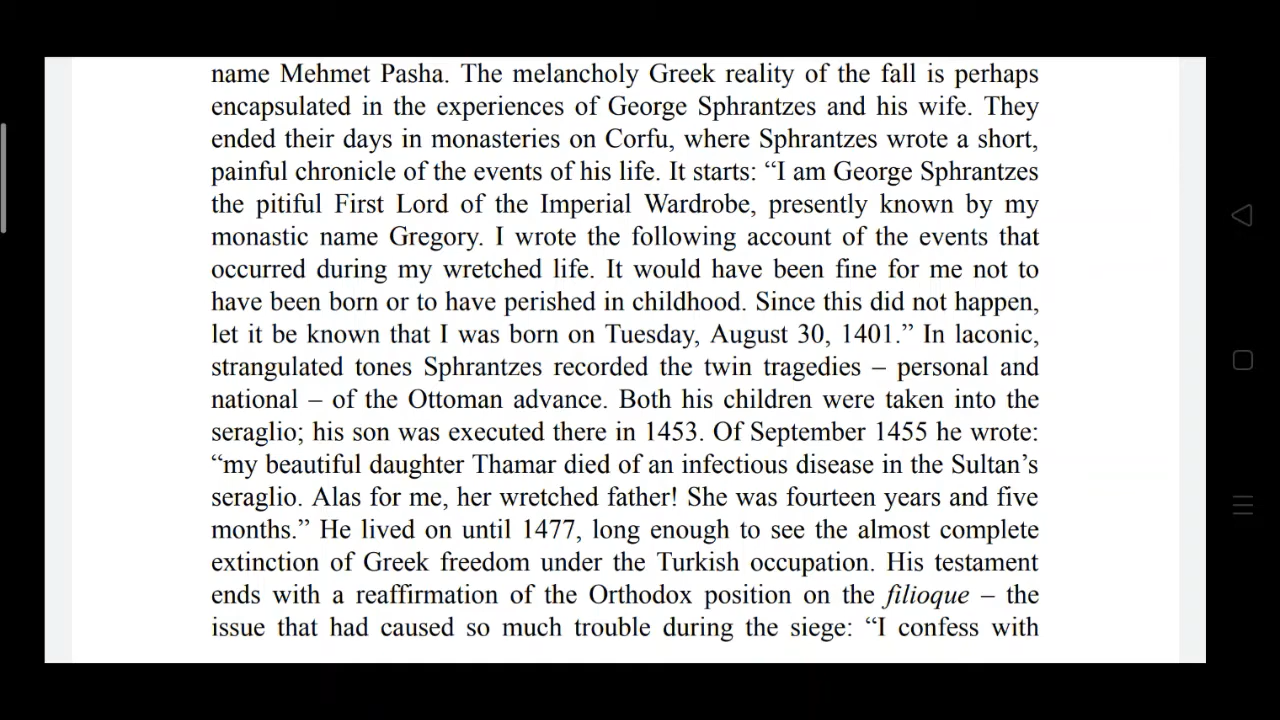 name Mehmet Pasha. The melancholy Greek reality of the fall is perhaps
encapsulated in the experiences of George Sphrantzes and his wife. They
ended their days in monasteries on Corfu, where Sphrantzes wrote a short,
painful chronicle of the events of his life. It starts: “I am George Sphrantzes
the pitiful First Lord of the Imperial Wardrobe, presently known by my
monastic name Gregory. I wrote the following account of the events that
occurred during my wretched life. It would have been fine for me not to
have been born or to have perished in childhood. Since this did not happen,
let it be known that I was born on Tuesday, August 30, 1401.” In laconic,
strangulated tones Sphrantzes recorded the twin tragedies – personal and
national – of the Ottoman advance. Both his children were taken into the
seraglio; his son was executed there in 1453. Of September 1455 he wrote:
“my beautiful daughter Thamar died of an infectious disease in the Sultan’s
seraglio. Alas for me, her wretched father! She was fourteen years and five
months.” He lived on until 1477, long enough to see the almost complete
extinction of Greek freedom under the Turkish occupation. His testament
ends with a reaffirmation of the Orthodox position on the filioque – the
issue that had caused so much trouble during the siege: “I confess with